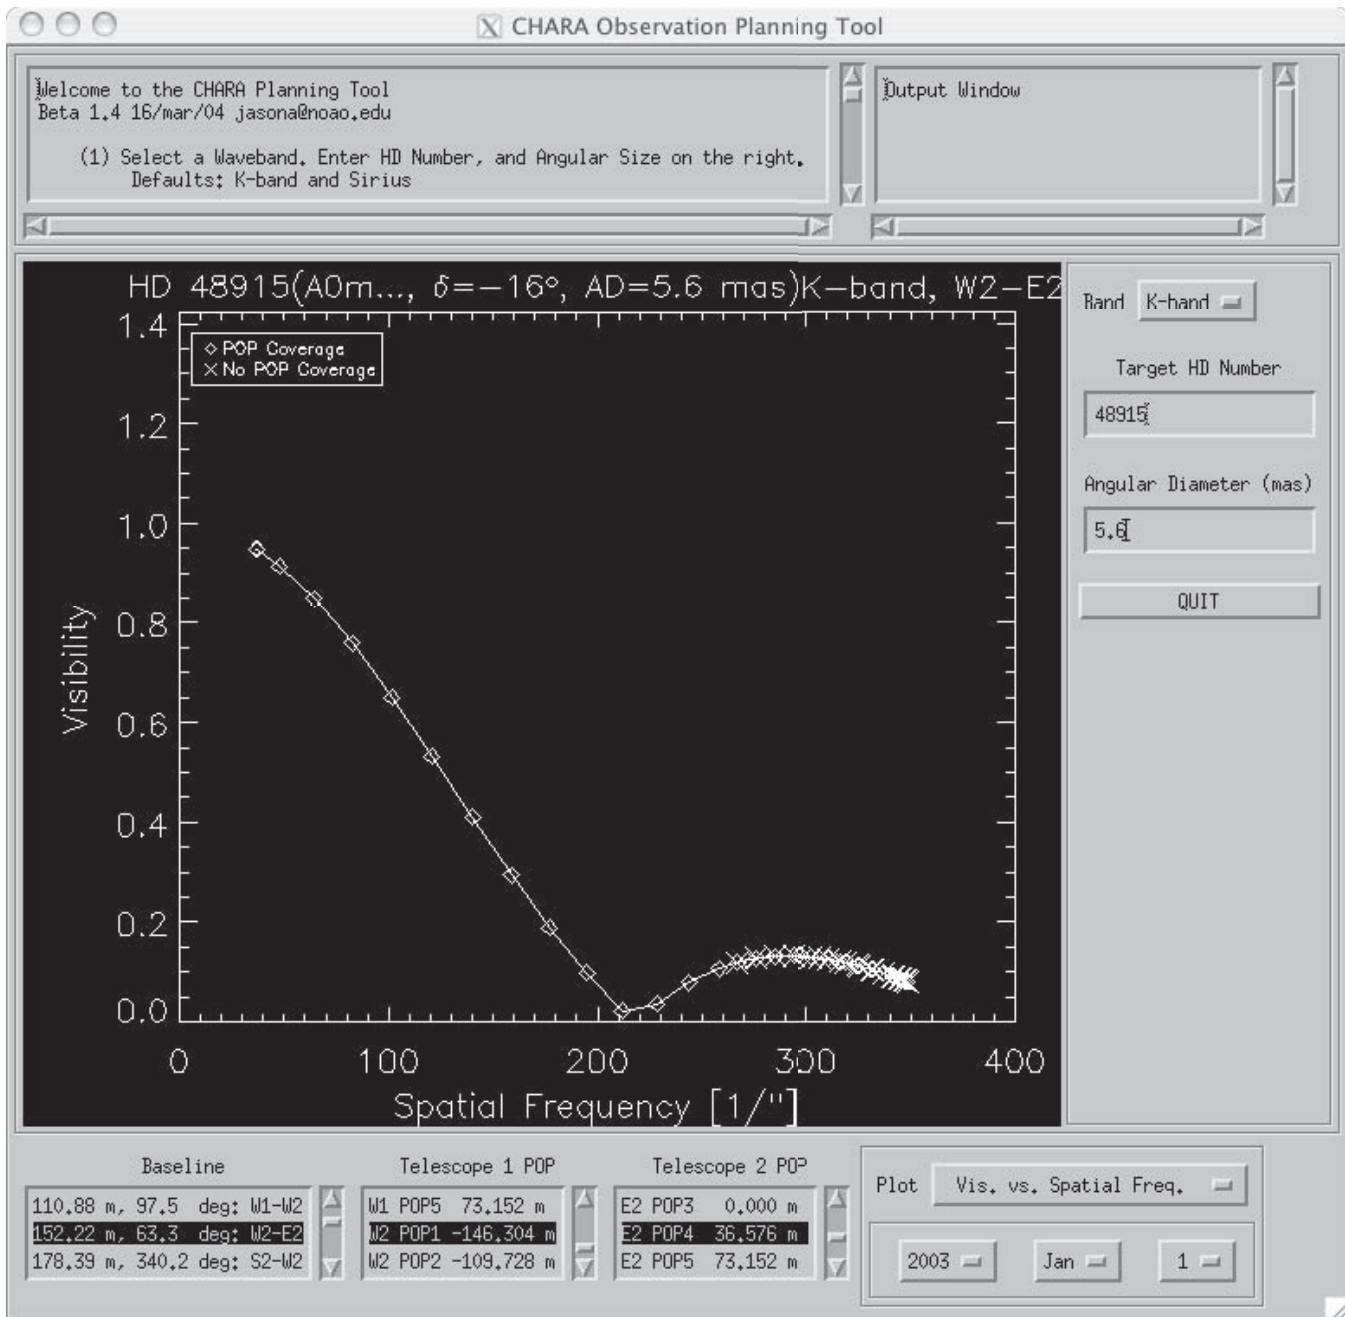 X CHARA Observation Planning Tool
Welcome to the CHARA Planning Tool
Beta 1.4 16/mar/04 jasona@noao.edu
(1) Select a Waveband. Enter HD Number, and Angular Size on the right.
Defaults: K-band and Sirius
Output Window
HD 48915(A0m..., δ=−16°, AD=5.6 mas)K−band, W2−E2
◇ POP Coverage
× No POP Coverage
1.4
1.2
1.0
0.8
0.6
0.4
0.2
0.0
Visibility
0 100 200 300 400
Spatial Frequency [1/"]
Band K-band
Target HD Number
48915
Angular Diameter (mas)
5.6
QUIT
Baseline
110.88 m, 97.5 deg: W1-W2
152.22 m, 63.3 deg: W2-E2
178.39 m, 340.2 deg: S2-W2
Telescope 1 POP
W1 POP5 73.152 m
W2 POP1 -146.304 m
W2 POP2 -109.728 m
Telescope 2 POP
E2 POP3 0.000 m
E2 POP4 36.576 m
E2 POP5 73.152 m
Plot Vis. vs. Spatial Freq.
2003 Jan 1